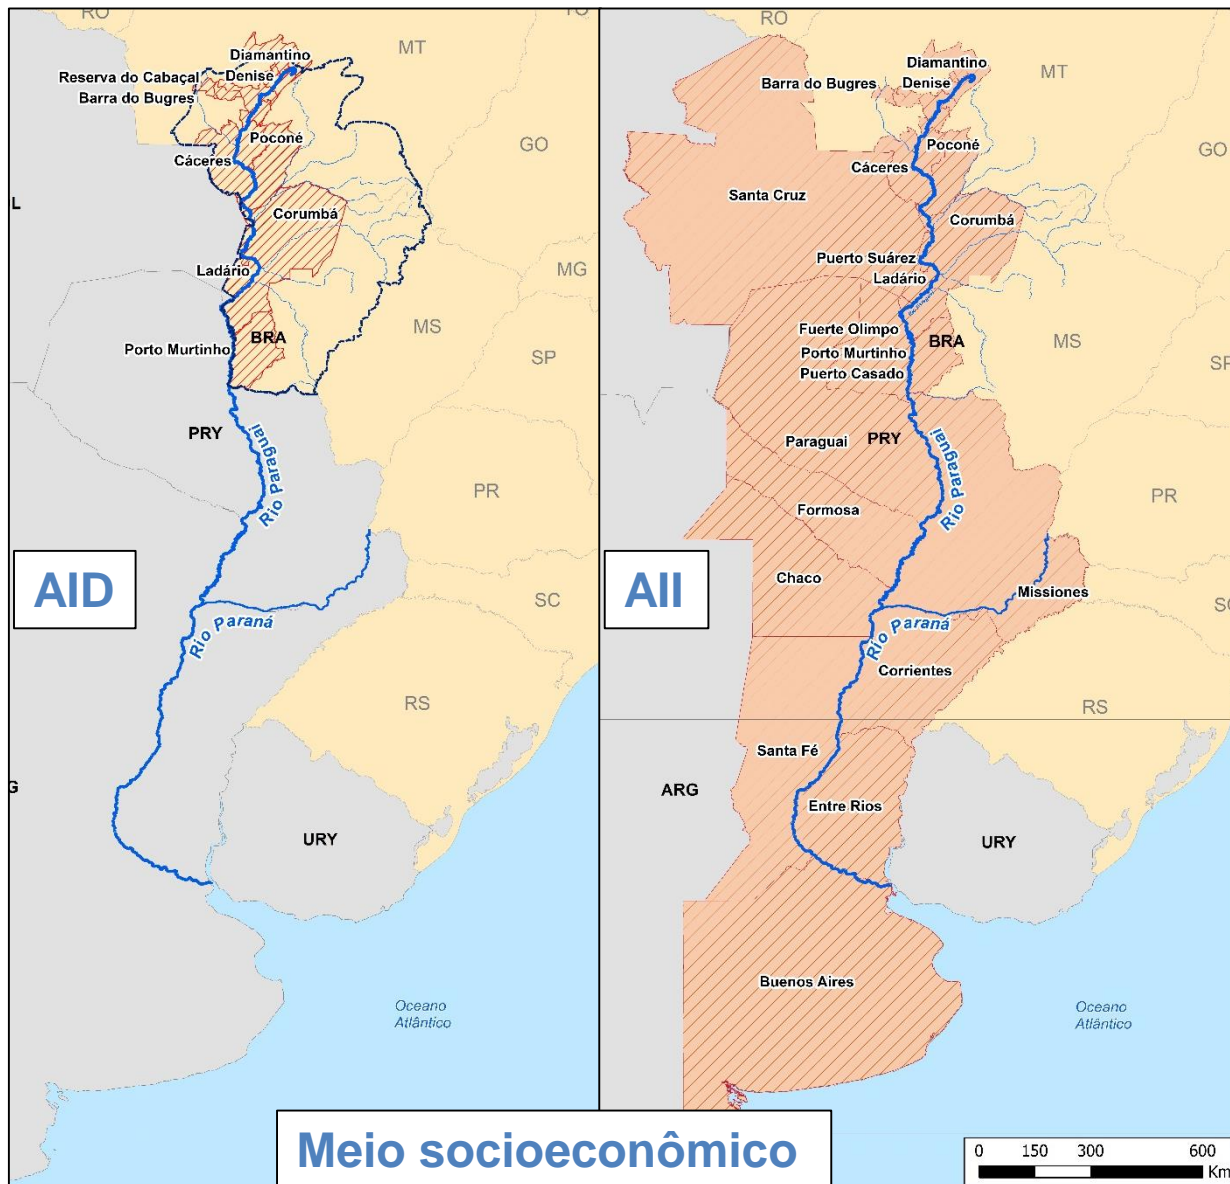 RO
TO
MT
Diamantino
Denise
Reserva do Cabaçal
Barra do Bugres
Poconé
Cáceres
GO
L
Corumbá
Ladário
MG
MS
BRA
SP
Porto Murtinho
PRY
Rio Paraguai
PR
AID
SC
Rio Paraná
RS
G
URY
Oceano
Atlântico
RO
MT
Diamantino
Denise
Barra do Bugres
Poconé
GO
Cáceres
Santa Cruz
Corumbá
Puerto Suárez
Ladário
Fuerte Olimpo
Porto Murtinho
BRA
MS
Puerto Casado
SP
Paraguai
PRY
Rio Paraguai
PR
Formosa
Chaco
AII
Missiones
SC
Rio Paraná
Corrientes
RS
Santa Fé
ARG
Entre Rios
URY
Buenos Aires
Oceano
Atlântico
Meio socioeconômico
0 150 300 600
Km